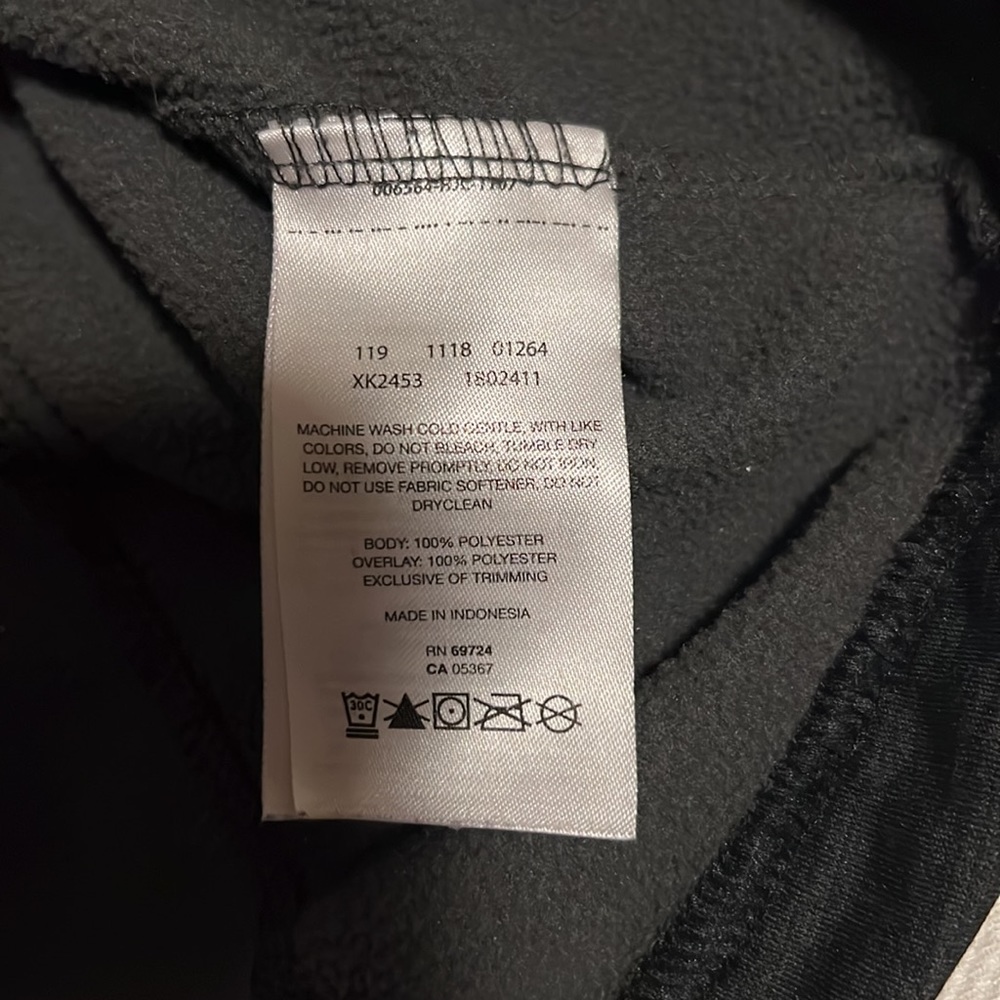 119 1118 01264
XK2453 1802411
MACHINE WASH COLD GENTLE, WITH LIKE
COLORS, DO NOT BLEACH, TUMBLE DRY
LOW, REMOVE PROMPTLY, DO NOT IRON,
DO NOT USE FABRIC SOFTENER, DO NOT
DRYCLEAN
BODY: 100% POLYESTER
OVERLAY: 100% POLYESTER
EXCLUSIVE OF TRIMMING
MADE IN INDONESIA
RN 69724
CA 05367
30C